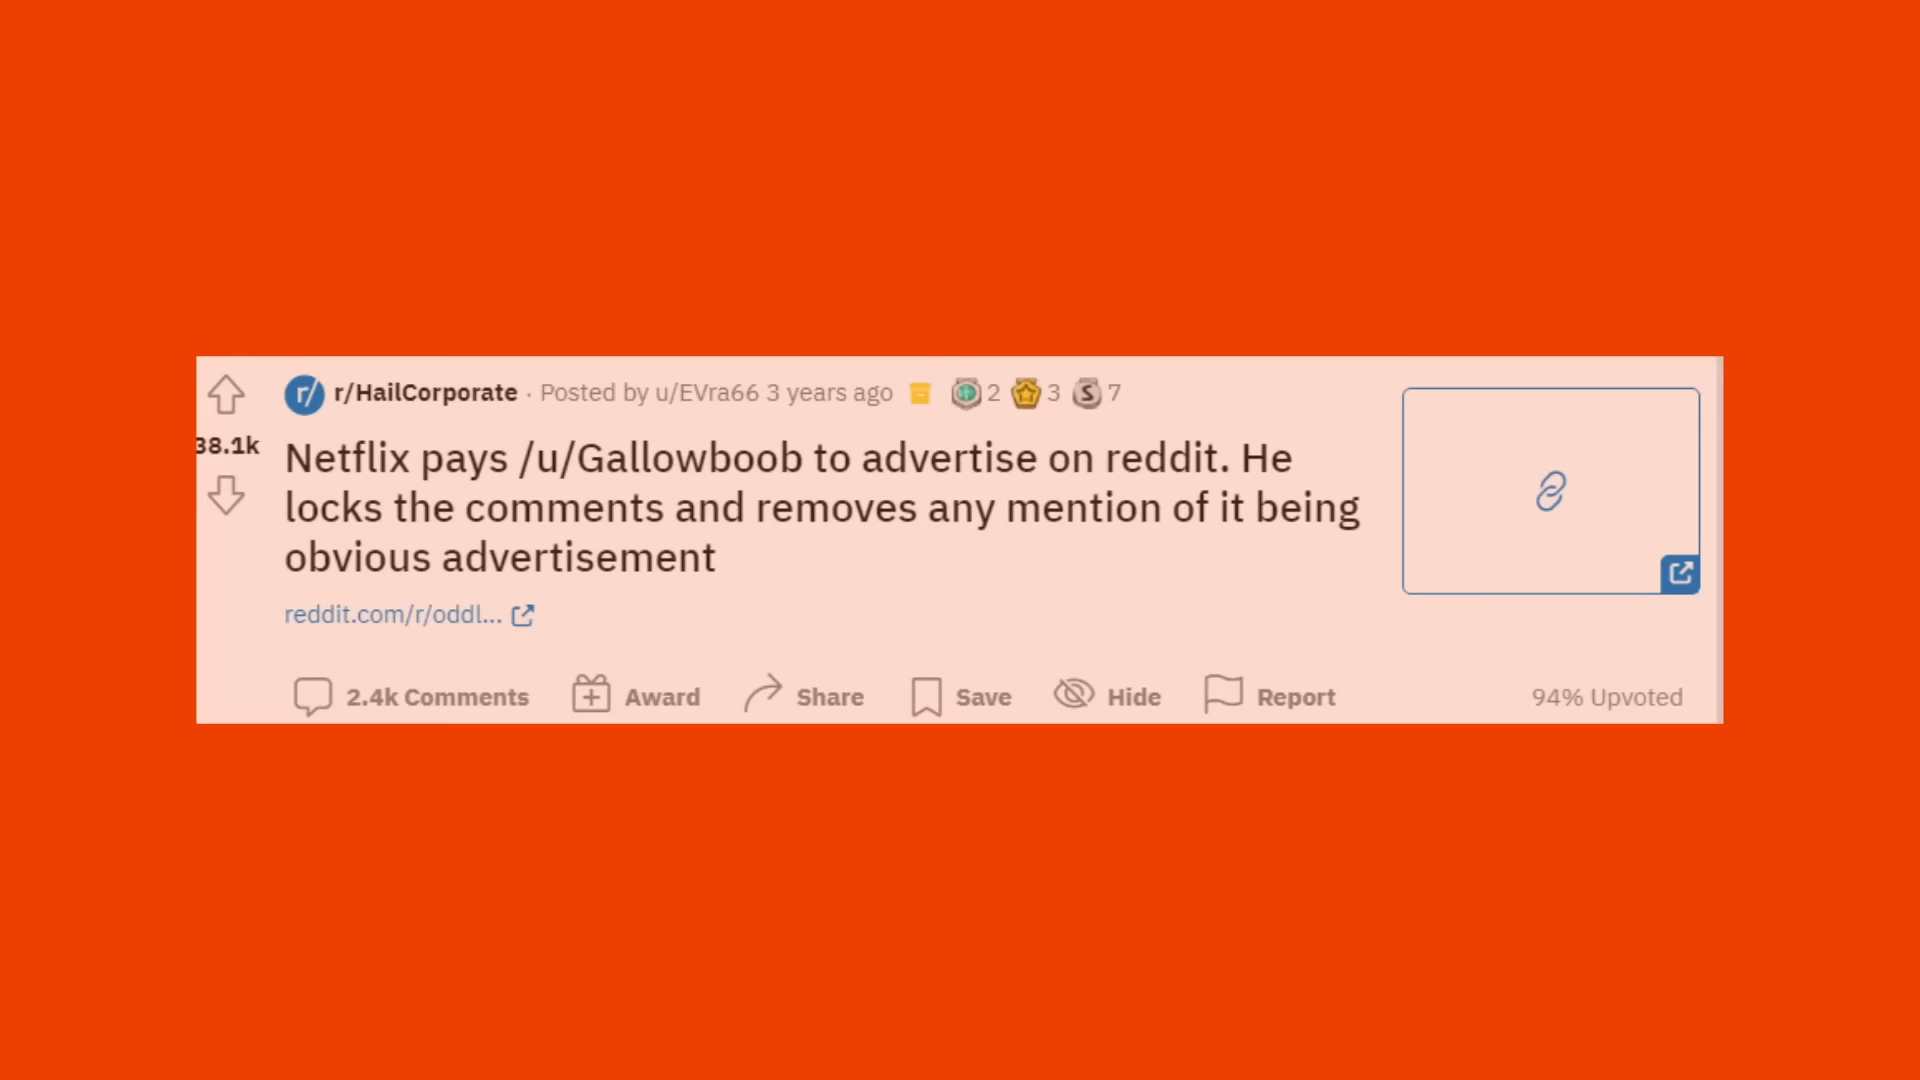 r/HailCorporate · Posted by u/EVra66 3 years ago 2 3 S 7
38.1k
Netflix pays /u/Gallowboob to advertise on reddit. He
locks the comments and removes any mention of it being
obvious advertisement
reddit.com/r/oddl...
2.4k Comments Award Share Save Hide Report 94% Upvoted